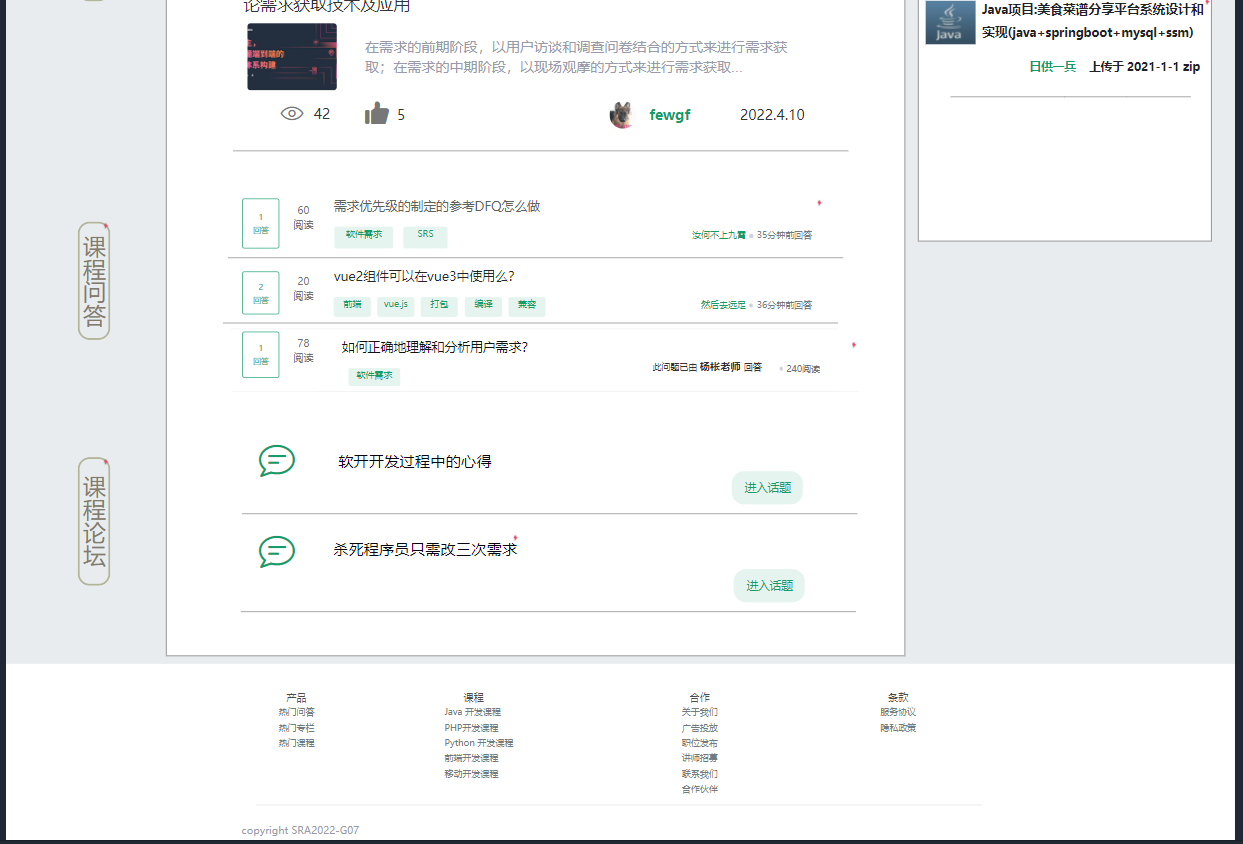 论需求获取技术及应用
在需求的前期阶段，以用户访谈和调查问卷结合的方式来进行需求获
取；在需求的中期阶段，以现场观摩的方式来进行需求获取...
42
5
fewgf
2022.4.10
Java
Java项目:美食菜谱分享平台系统设计和
实现(java+springboot+mysql+ssm)
日供一兵 上传于 2021-1-1 zip
课程问答
1
回答
60
阅读
需求优先级的制定的参考DFQ怎么做
软件需求
SRS
汝何不上九霄
35分钟前回答
2
回答
20
阅读
vue2组件可以在vue3中使用么?
前端
vue.js
打包
编译
兼容
然后去远足
36分钟前回答
1
回答
78
阅读
如何正确地理解和分析用户需求?
软件需求
此问题已由 杨枨老师 回答
240阅读
课程论坛
软开开发过程中的心得
进入话题
杀死程序员只需改三次需求
进入话题
产品
热门问答
热门专栏
热门课程
课程
Java 开发课程
PHP开发课程
Python 开发课程
前端开发课程
移动开发课程
合作
关于我们
广告投放
职位发布
讲师招募
联系我们
合作伙伴
条款
服务协议
隐私政策
copyright SRA2022-G07